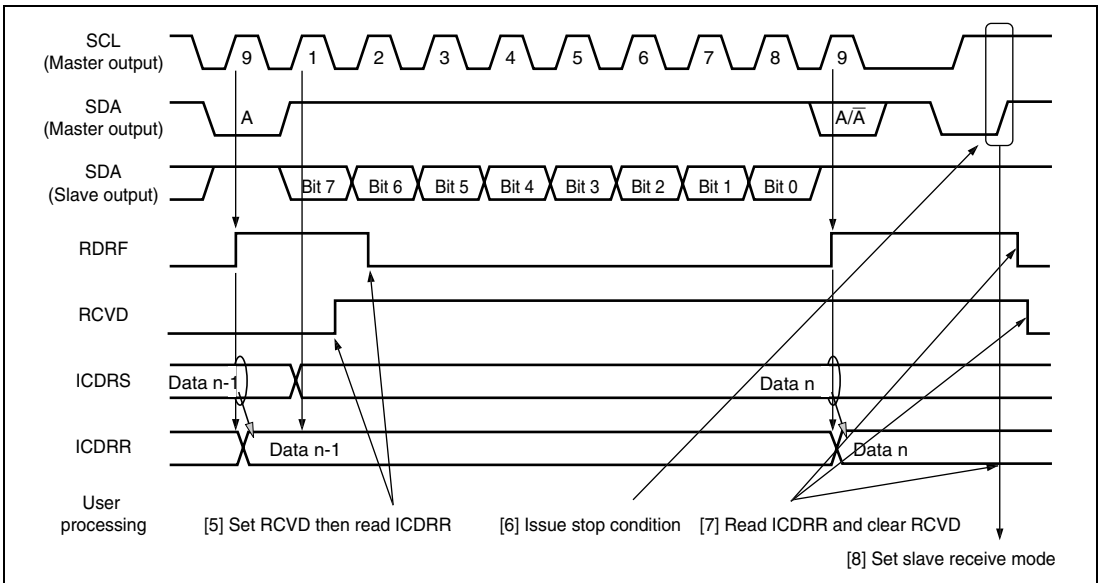 SCL
(Master output)
9 1 2 3 4 5 6 7 8 9
SDA
(Master output)
A A/A̅
SDA
(Slave output)
Bit 7 Bit 6 Bit 5 Bit 4 Bit 3 Bit 2 Bit 1 Bit 0
RDRF
RCVD
ICDRS
Data n-1 Data n
ICDRR
Data n-1 Data n
User
processing
[5] Set RCVD then read ICDRR [6] Issue stop condition [7] Read ICDRR and clear RCVD
[8] Set slave receive mode